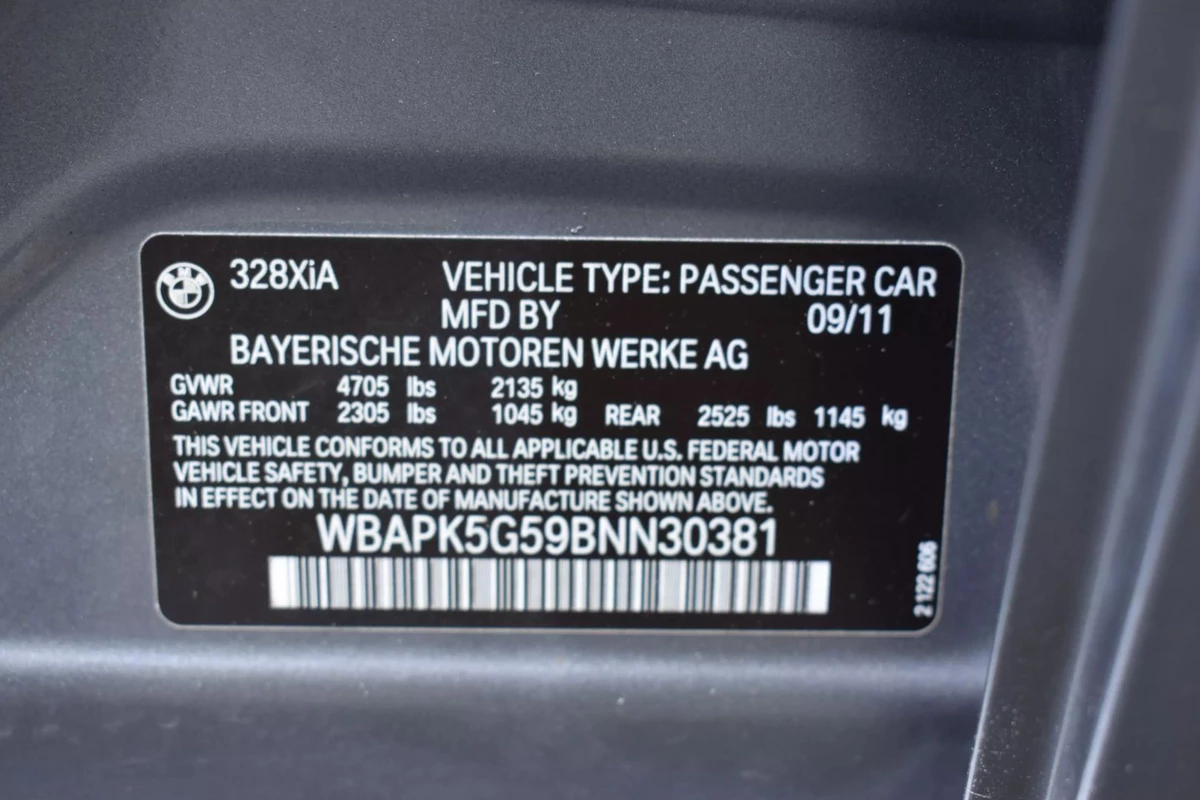 328XiA VEHICLE TYPE: PASSENGER CAR
MFD BY 09/11
BAYERISCHE MOTOREN WERKE AG
GVWR 4705 lbs 2135 kg
GAWR FRONT 2305 lbs 1045 kg REAR 2525 lbs 1145 kg
THIS VEHICLE CONFORMS TO ALL APPLICABLE U.S. FEDERAL MOTOR
VEHICLE SAFETY, BUMPER AND THEFT PREVENTION STANDARDS
IN EFFECT ON THE DATE OF MANUFACTURE SHOWN ABOVE.
WBAPK5G59BNN30381
2 122 606